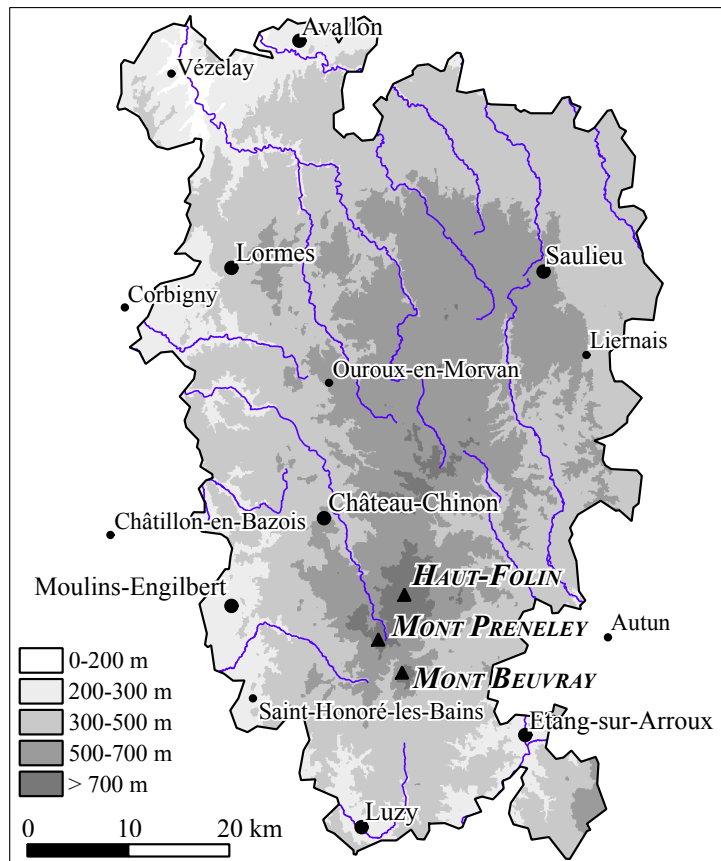 Avallon
Vézelay
Lormes
Saulieu
Corbigny
Liernais
Ouroux-en-Morvan
Château-Chinon
Châtillon-en-Bazois
HAUT-FOLIN
Moulins-Engilbert
MONT PRENELEY
Autun
MONT BEUVRAY
Saint-Honoré-les-Bains
Etang-sur-Arroux
Luzy
0-200 m
200-300 m
300-500 m
500-700 m
> 700 m
0 10 20 km